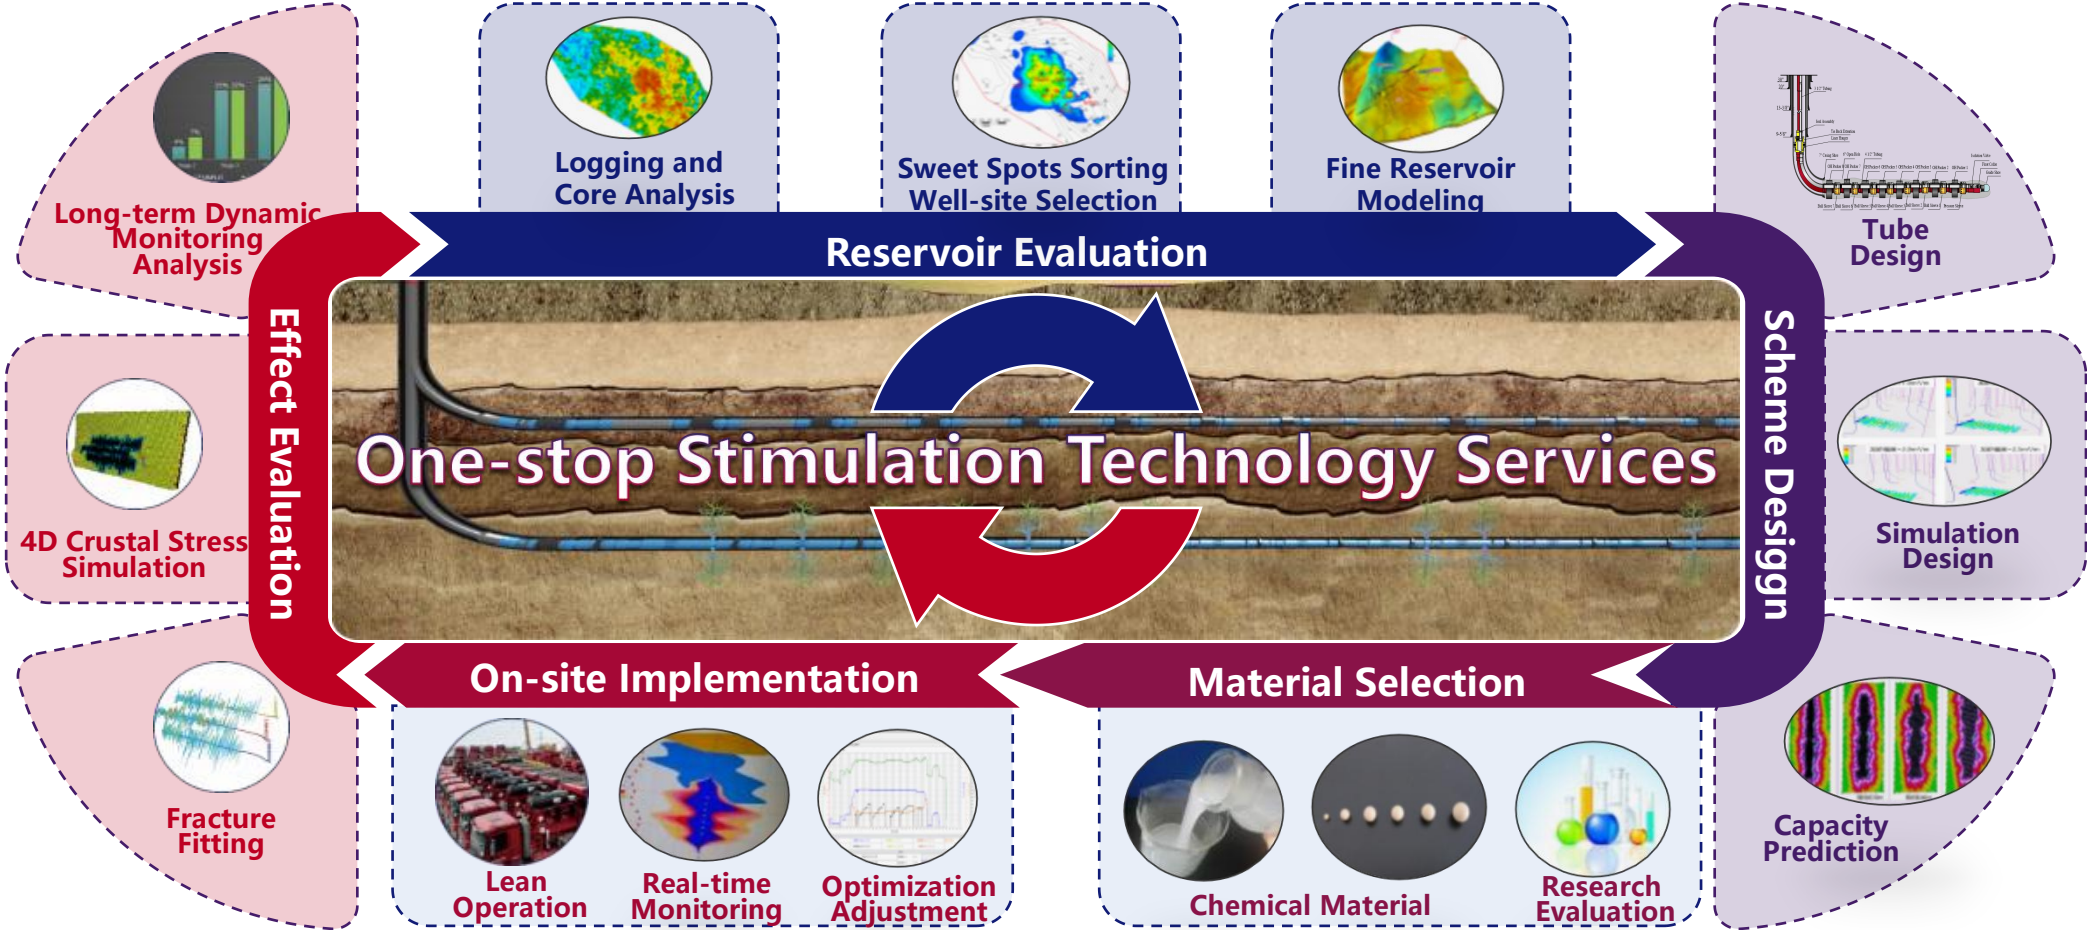 Logging and
Core Analysis
Sweet Spots Sorting
Well-site Selection
Fine Reservoir
Modeling
Tube
Design
Long-term Dynamic
Monitoring
Analysis
Reservoir Evaluation
Effect Evaluation
Scheme Desiggn
One-stop Stimulation Technology Services
4D Crustal Stress
Simulation
Simulation
Design
On-site Implementation
Material Selection
Fracture
Fitting
Lean
Operation
Real-time
Monitoring
Optimization
Adjustment
Chemical Material
Research
Evaluation
Capacity
Prediction